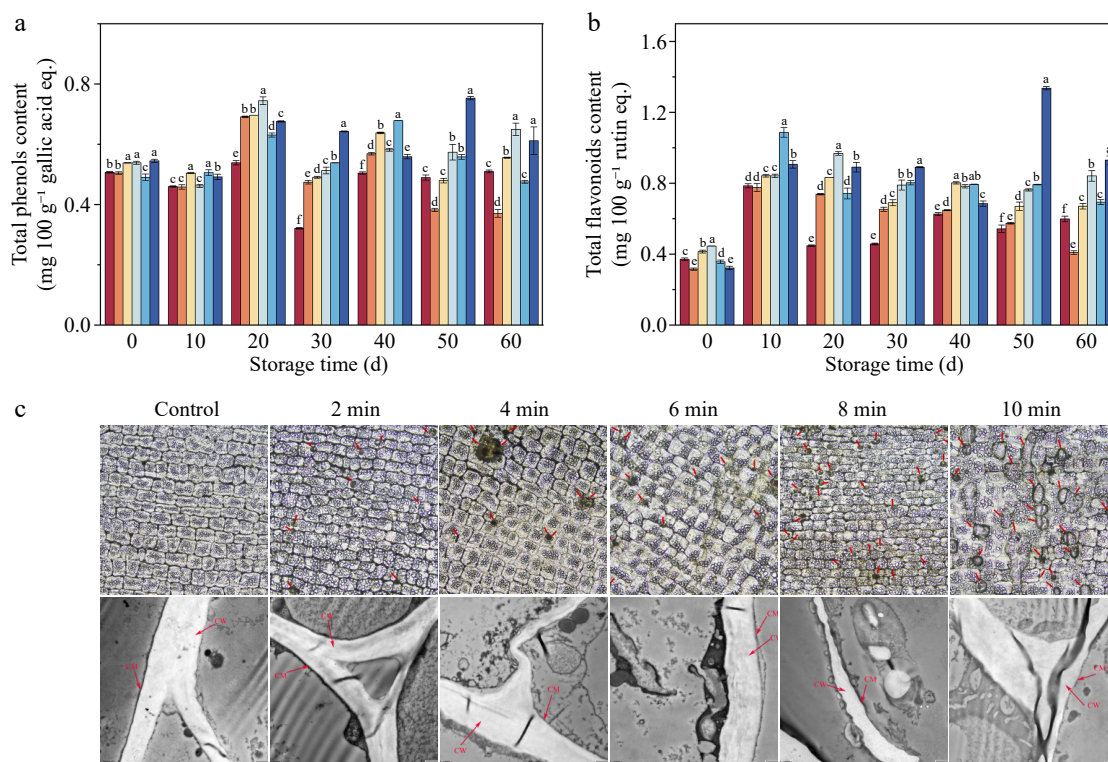 a
Total phenols content
(mg 100 g⁻¹ gallic acid eq.)
0.8
0.4
0.0
b b a a c a
c c a c a b
e b b a d c
f e d c b a
f d b c a e
c d c b b a
c d b a c a
0 10 20 30 40 50 60
Storage time (d)
b
Total flavonoids content
(mg 100 g⁻¹ rutin eq.)
1.6
1.2
0.8
0.4
0.0
c e b a d e
d d c c a b
e d c a d b
e d c b b a
f e d c b a
0 10 20 30 40 50 60
Storage time (d)
c
Control 2 min 4 min 6 min 8 min 10 min
CW CM
CW CM
CM CW
CM
CW CM
CW